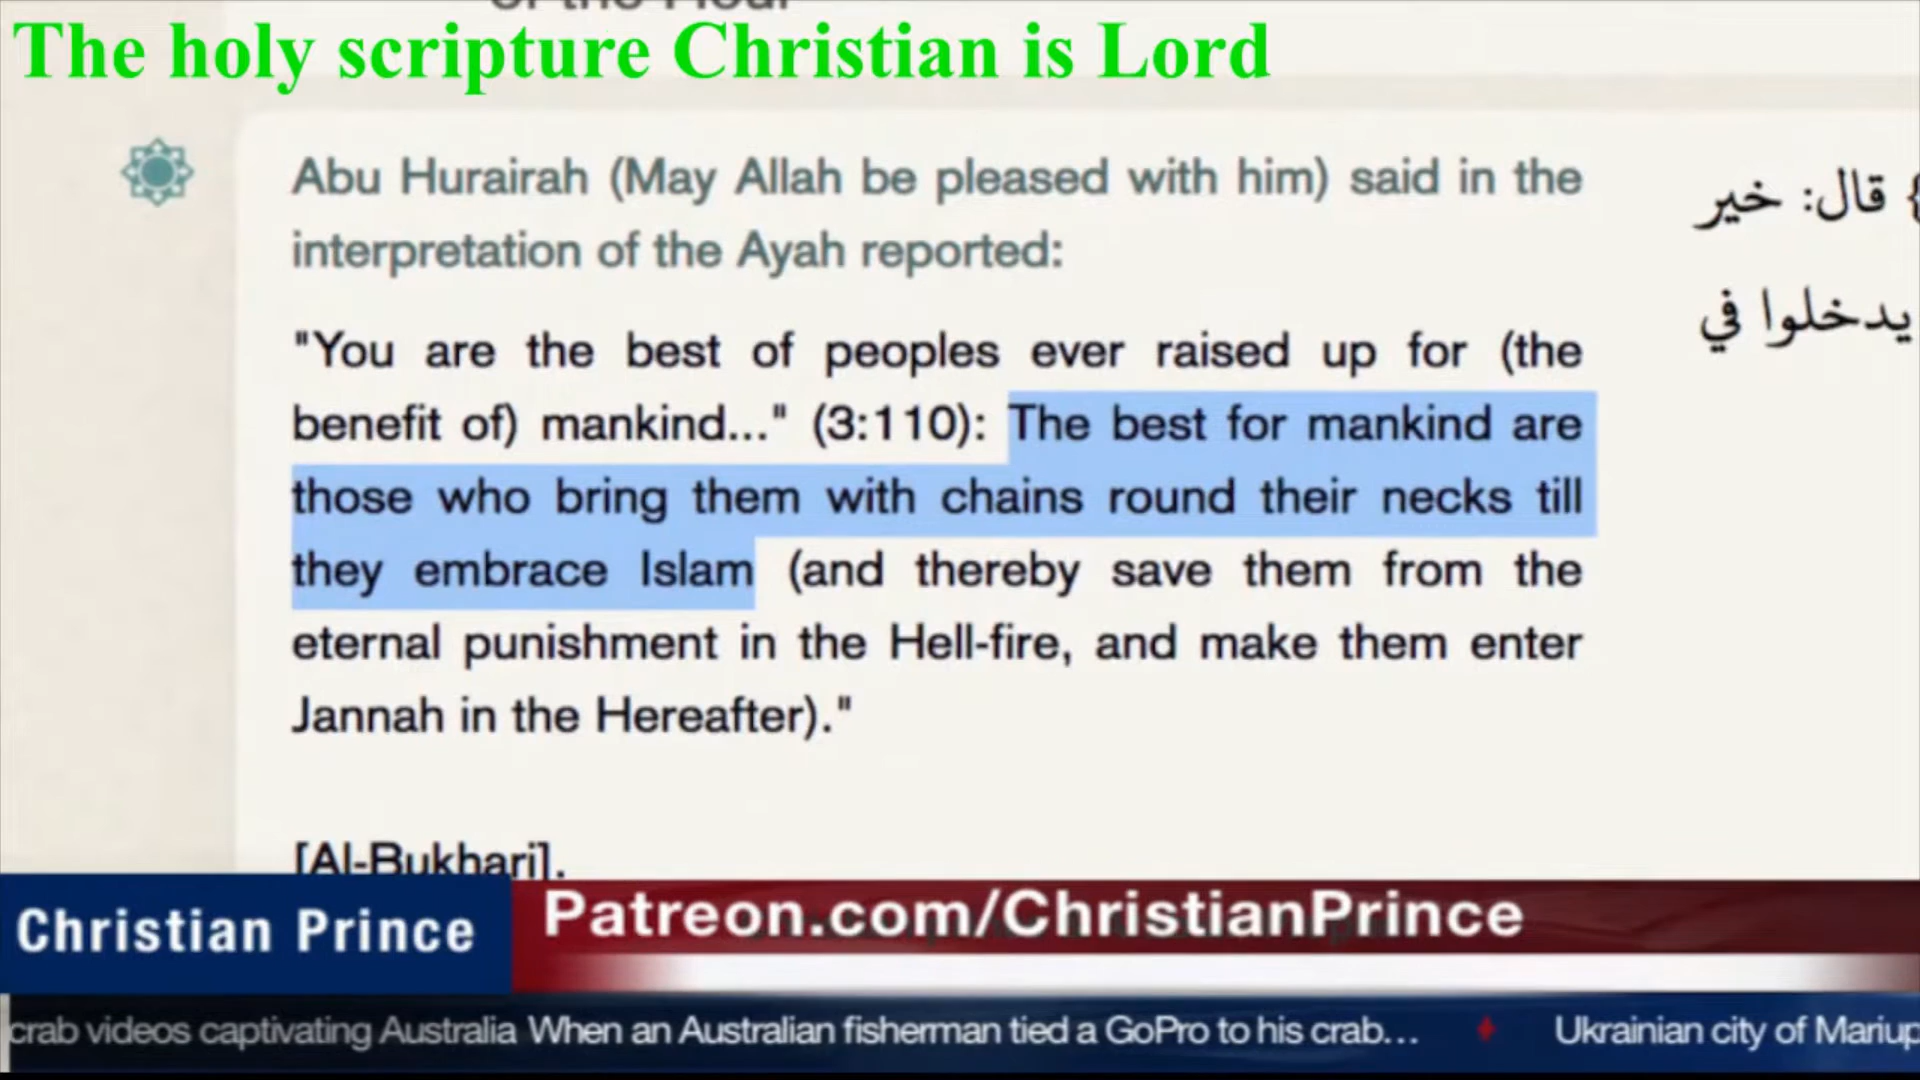 of the Hour
The holy scripture Christian is Lord
Abu Hurairah (May Allah be pleased with him) said in the
interpretation of the Ayah reported:
"You are the best of peoples ever raised up for (the
benefit of) mankind..." (3:110): The best for mankind are
those who bring them with chains round their necks till
they embrace Islam (and thereby save them from the
eternal punishment in the Hell-fire, and make them enter
Jannah in the Hereafter)."
[Al-Bukhari].
} قال: خير
يدخلوا في
Christian Prince
Patreon.com/ChristianPrince
crab videos captivating Australia When an Australian fisherman tied a GoPro to his crab... Ukrainian city of Mariup